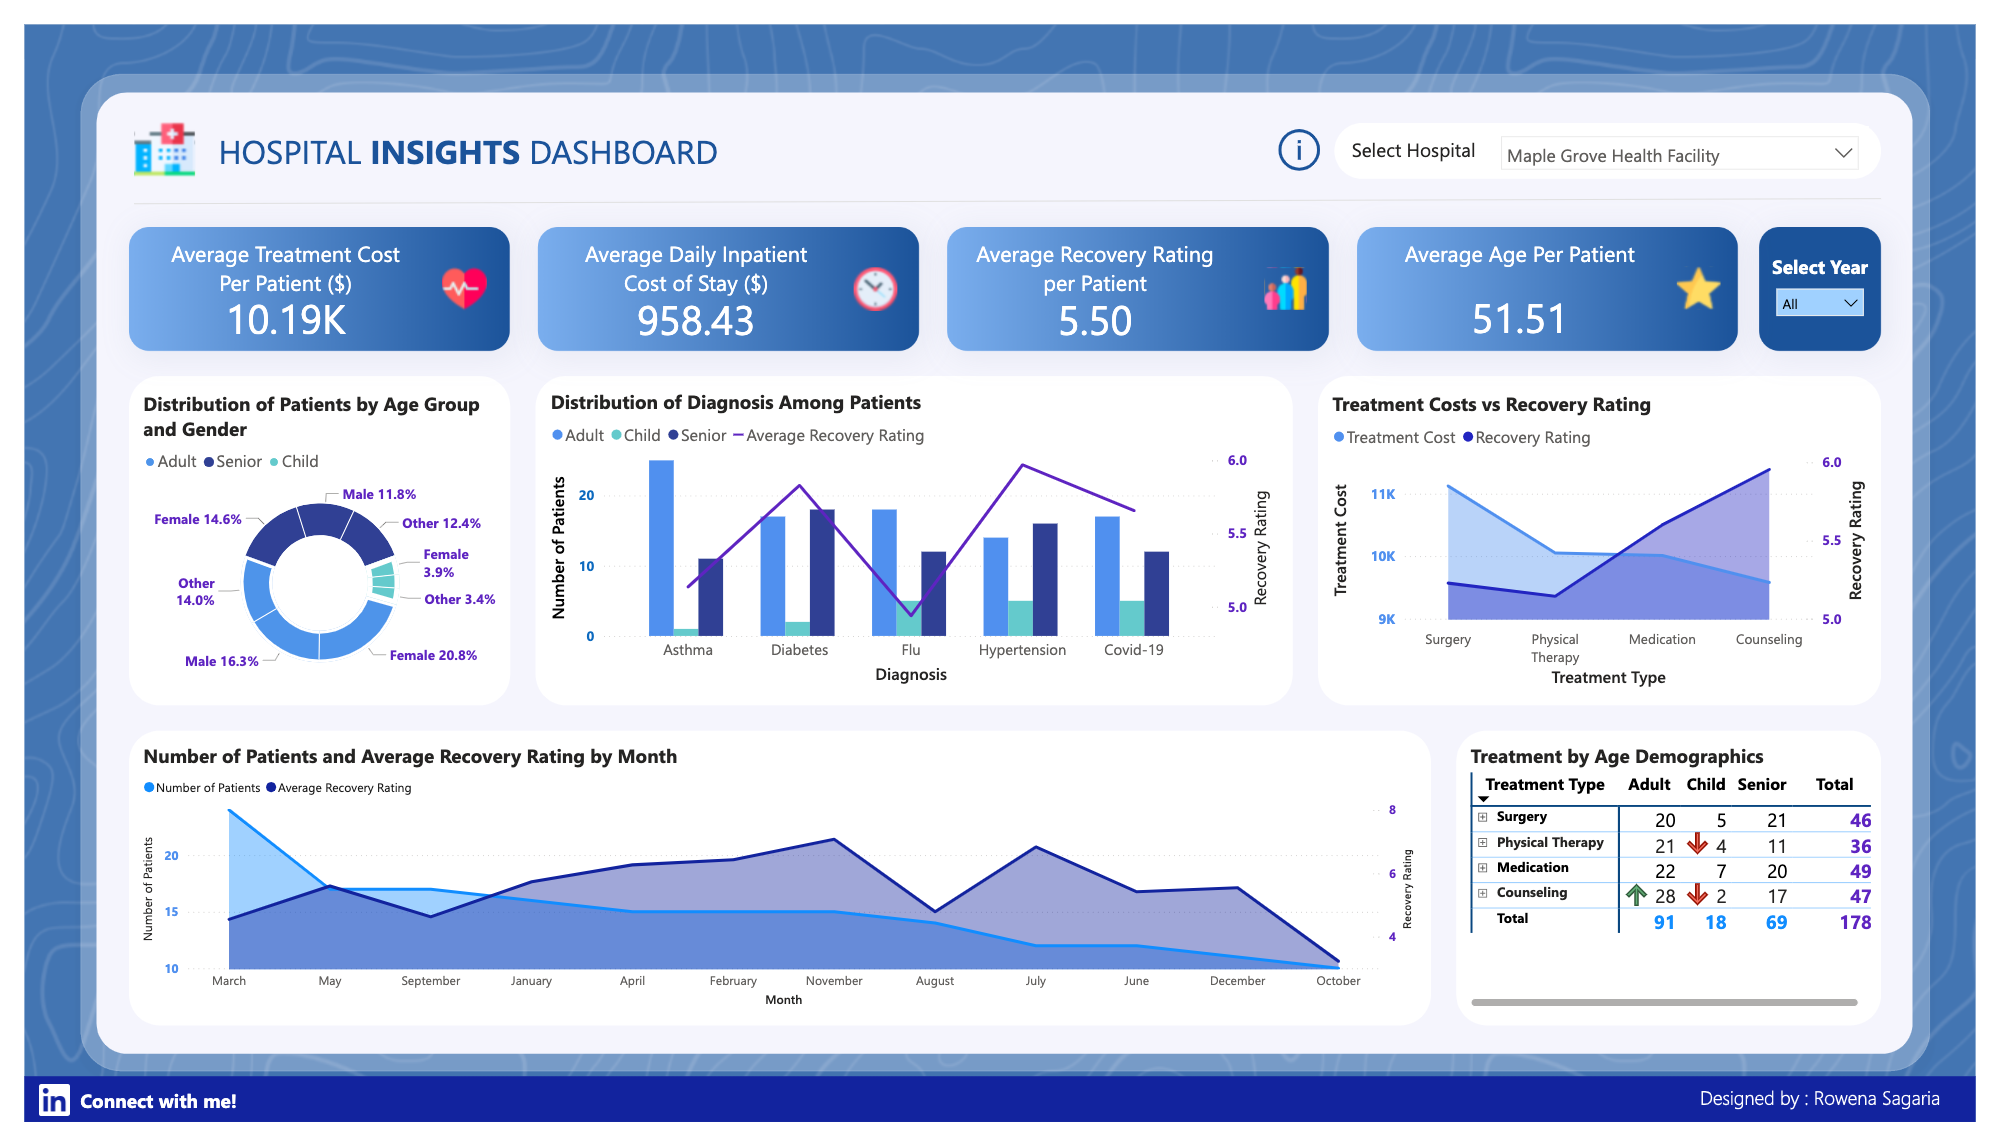 HOSPITAL INSIGHTS DASHBOARD
i
Select Hospital
Maple Grove Health Facility
Average Treatment Cost
Per Patient ($)
10.19K
Average Daily Inpatient
Cost of Stay ($)
958.43
Average Recovery Rating
per Patient
5.50
Average Age Per Patient
51.51
Select Year
All
Distribution of Patients by Age Group
and Gender
Adult Senior Child
Male 11.8%
Female 14.6%
Other 12.4%
Female
3.9%
Other
14.0%
Other 3.4%
Male 16.3%
Female 20.8%
Distribution of Diagnosis Among Patients
Adult Child Senior Average Recovery Rating
Number of Patients
20
10
0
6.0
5.5
5.0
Recovery Rating
Asthma Diabetes Flu Hypertension Covid-19
Diagnosis
Treatment Costs vs Recovery Rating
Treatment Cost Recovery Rating
Treatment Cost
11K
10K
9K
6.0
5.5
5.0
Recovery Rating
Surgery Physical Medication Counseling
Therapy
Treatment Type
Number of Patients and Average Recovery Rating by Month
Number of Patients Average Recovery Rating
Number of Patients
20
15
10
8
6
4
Recovery Rating
March May September January April February November August July June December October
Month
Treatment by Age Demographics
Treatment Type Adult Child Senior Total
Surgery 20 5 21 46
Physical Therapy 21 4 11 36
Medication 22 7 20 49
Counseling 28 2 17 47
Total 91 18 69 178
in Connect with me!
Designed by : Rowena Sagaria